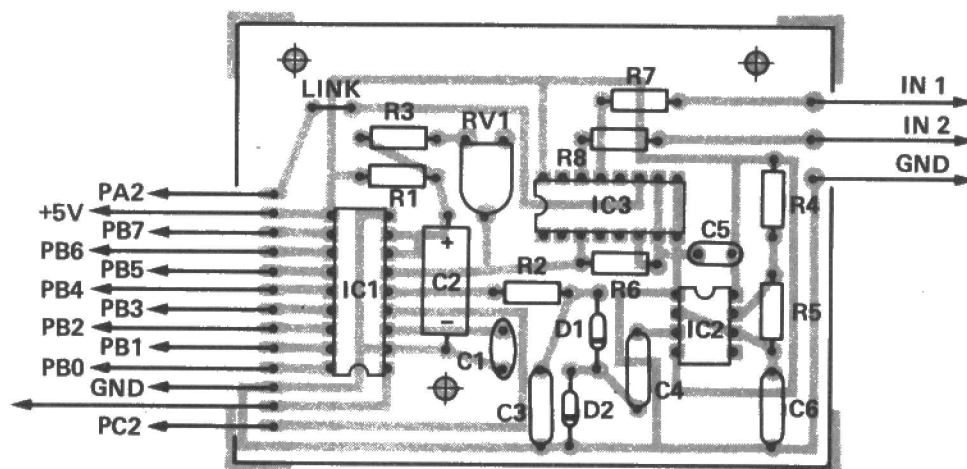 R7
IN 1
LINK
R3
RV1
IN 2
R8
GND
PA2
R1
IC3
R4
+5V
PB7
C5
PB6
+
PB5
R2
R6
PB4
IC1
C2
PB3
D1
IC2
R5
PB2
−
PB1
C1
PB0
C4
GND
C3
D2
C6
PC2